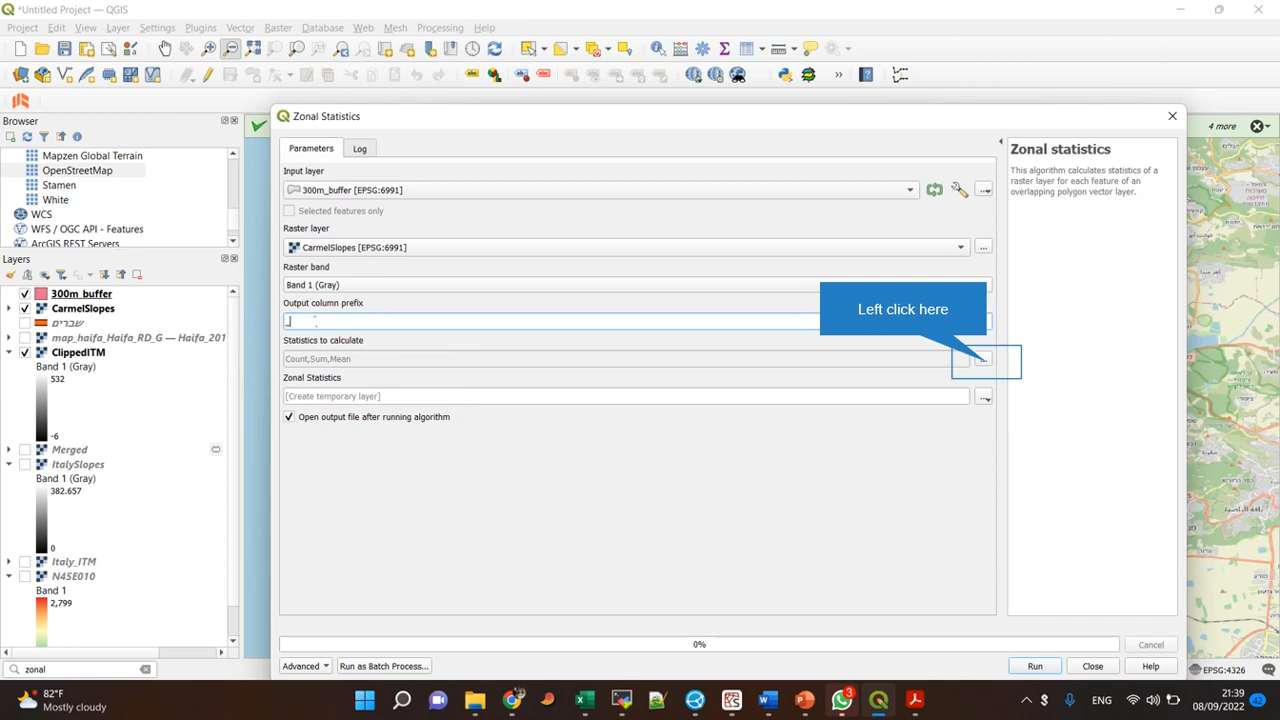 *Untitled Project — QGIS
Project Edit View Layer Settings Plugins Vector Raster Database Web Mesh Processing Help
Zonal Statistics
4 more
Browser
Parameters Log
Zonal statistics
This algorithm calculates statistics of a
raster layer for each feature of an
overlapping polygon vector layer.
Mapzen Global Terrain
OpenStreetMap
Stamen
White
WCS
WFS / OGC API - Features
ArcGIS REST Servers
Input layer
300m_buffer [EPSG:6991]
Selected features only
Raster layer
CarmelSlopes [EPSG:6991]
Raster band
Band 1 (Gray)
Output column prefix
_
Left click here
Statistics to calculate
Count,Sum,Mean
Zonal Statistics
[Create temporary layer]
Open output file after running algorithm
Layers
300m_buffer
CarmelSlopes
שברים
map_haifa_Haifa_RD_G — Haifa_201
ClippedITM
Band 1 (Gray)
532
-6
Merged
ItalySlopes
Band 1 (Gray)
382.657
0
Italy_ITM
N45E010
Band 1
2,799
0%
Cancel
Advanced Run as Batch Process... Run Close Help
zonal
EPSG:4326
82°F
Mostly cloudy
3
ENG
21:39
08/09/2022
42